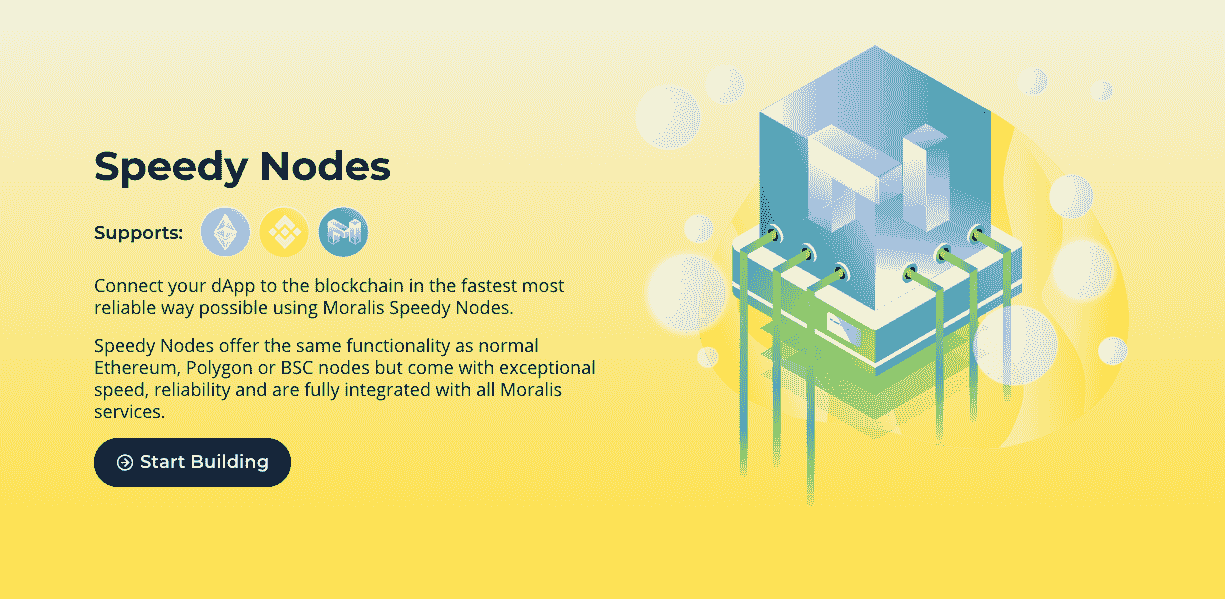 Speedy Nodes
Supports:
Connect your dApp to the blockchain in the fastest most
reliable way possible using Moralis Speedy Nodes.
Speedy Nodes offer the same functionality as normal
Ethereum, Polygon or BSC nodes but come with exceptional
speed, reliability and are fully integrated with all Moralis
services.
Start Building